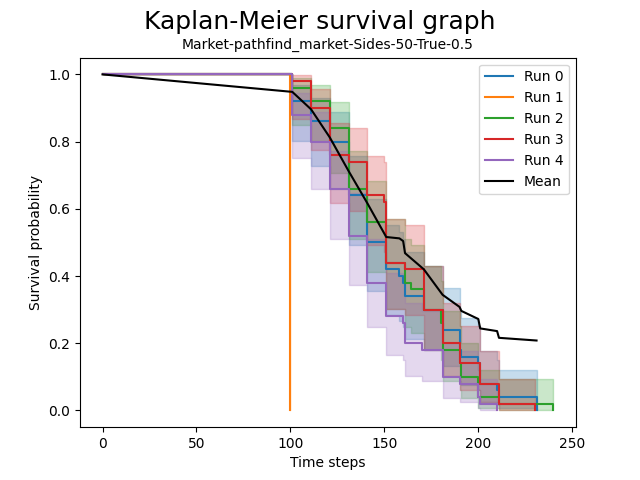 Kaplan-Meier survival graph
Market-pathfind_market-Sides-50-True-0.5
1.0
0.8
0.6
0.4
0.2
0.0
Survival probability
0
50
100
150
200
250
Time steps
Run 0
Run 1
Run 2
Run 3
Run 4
Mean